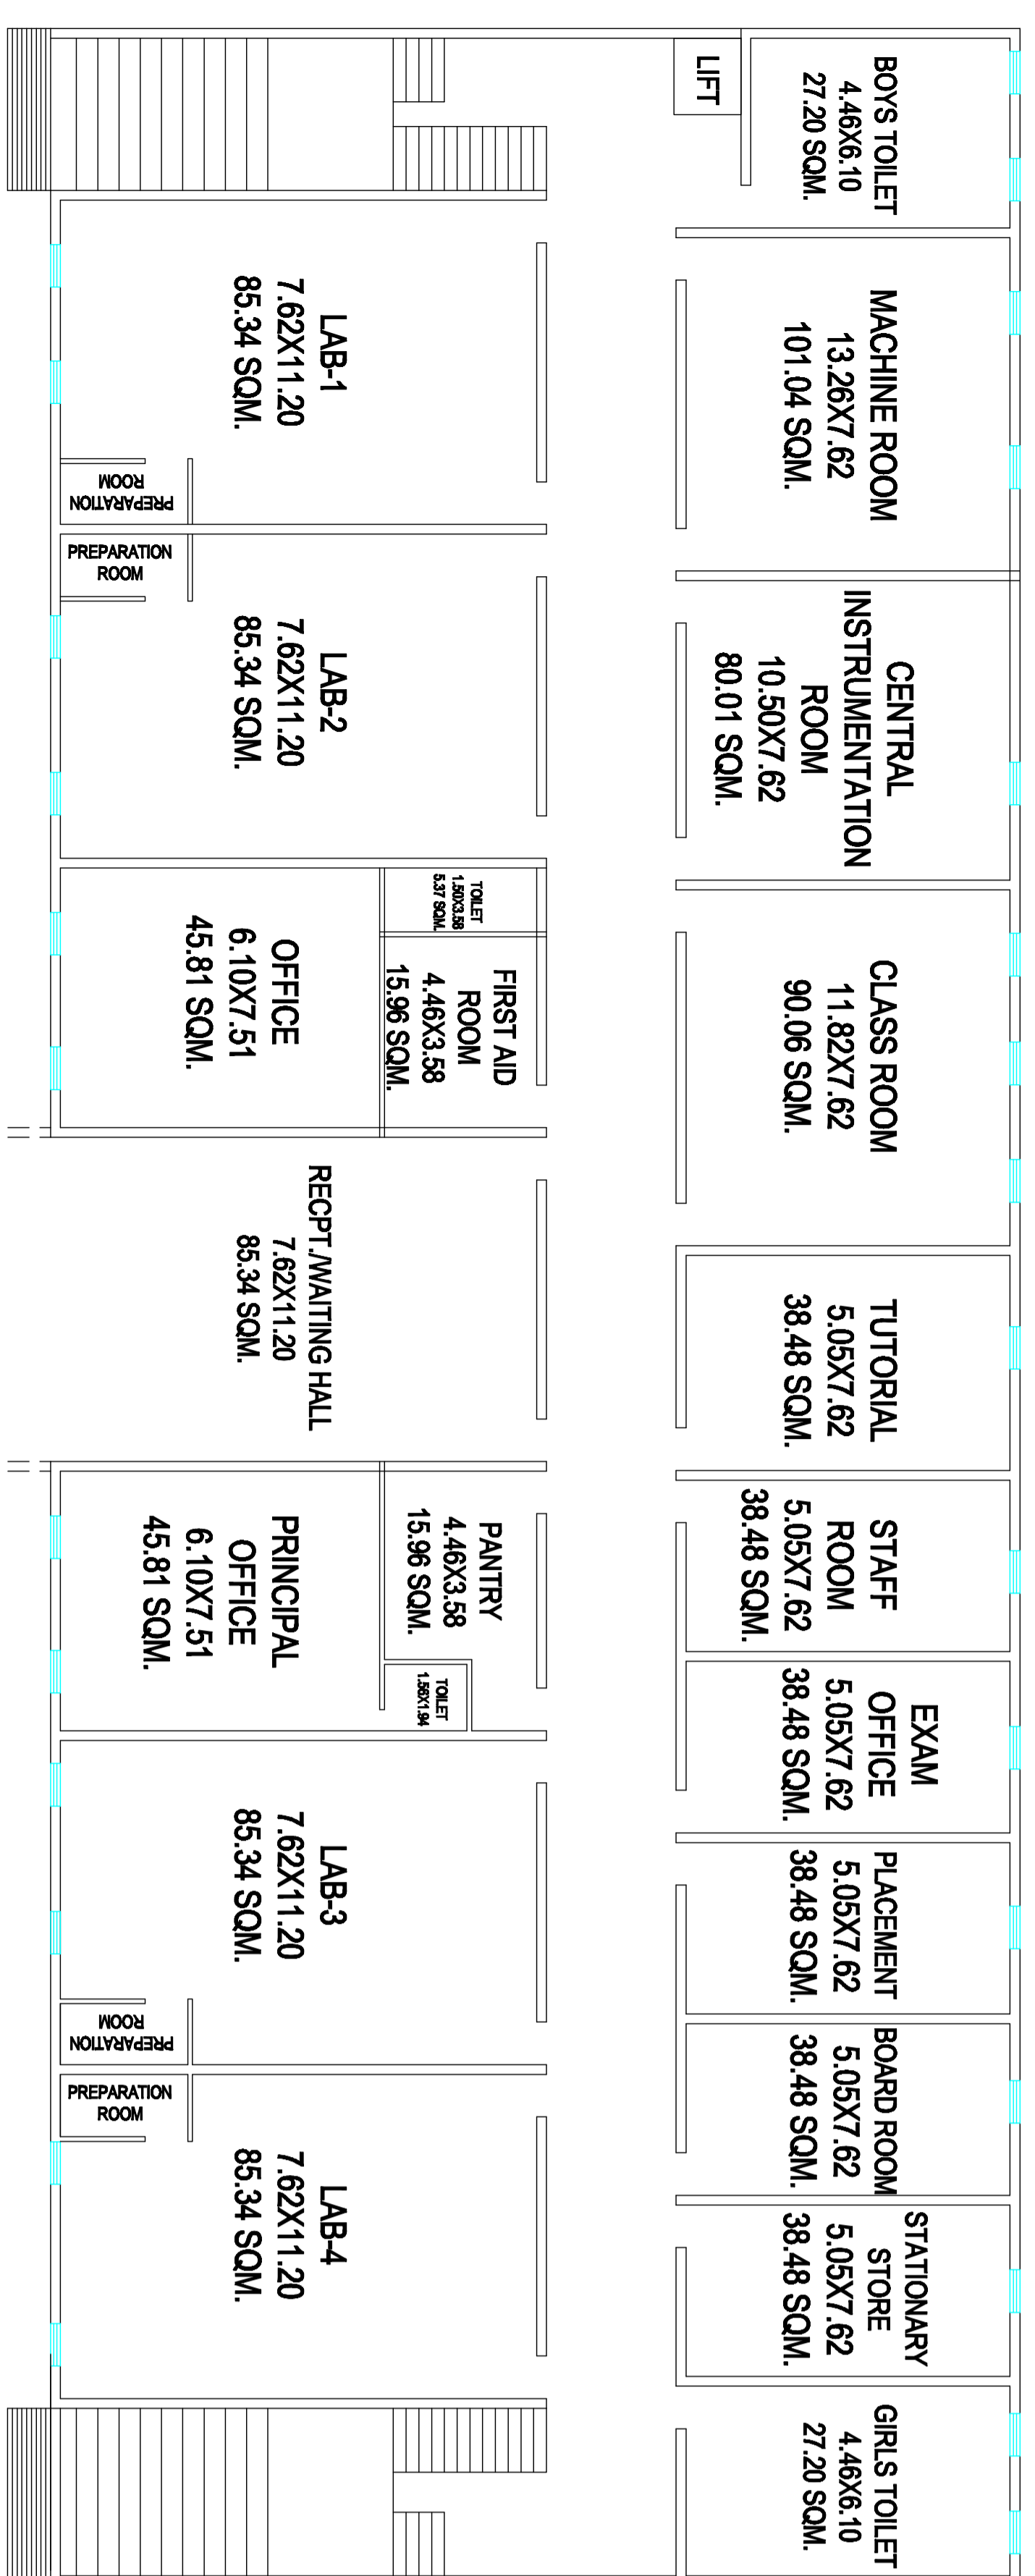 BOYS TOILET
4.46X6.10
27.20 SQM.
LIFT
MACHINE ROOM
13.26X7.62
101.04 SQM.
CENTRAL
INSTRUMENTATION
ROOM
10.50X7.62
80.01 SQM.
CLASS ROOM
11.82X7.62
90.06 SQM.
TUTORIAL
5.05X7.62
38.48 SQM.
STAFF
ROOM
5.05X7.62
38.48 SQM.
EXAM
OFFICE
5.05X7.62
38.48 SQM.
PLACEMENT
5.05X7.62
38.48 SQM.
BOARD ROOM
5.05X7.62
38.48 SQM.
STATIONARY
STORE
5.05X7.62
38.48 SQM.
GIRLS TOILET
4.46X6.10
27.20 SQM.
LAB-1
7.62X11.20
85.34 SQM.
PREPARATION
ROOM
PREPARATION
ROOM
LAB-2
7.62X11.20
85.34 SQM.
TOILET
1.50X3.58
5.37 SQM.
FIRST AID
ROOM
4.46X3.58
15.96 SQM.
OFFICE
6.10X7.51
45.81 SQM.
RECPT./WAITING HALL
7.62X11.20
85.34 SQM.
PANTRY
4.46X3.58
15.96 SQM.
TOILET
1.56X1.94
PRINCIPAL
OFFICE
6.10X7.51
45.81 SQM.
LAB-3
7.62X11.20
85.34 SQM.
PREPARATION
ROOM
PREPARATION
ROOM
LAB-4
7.62X11.20
85.34 SQM.